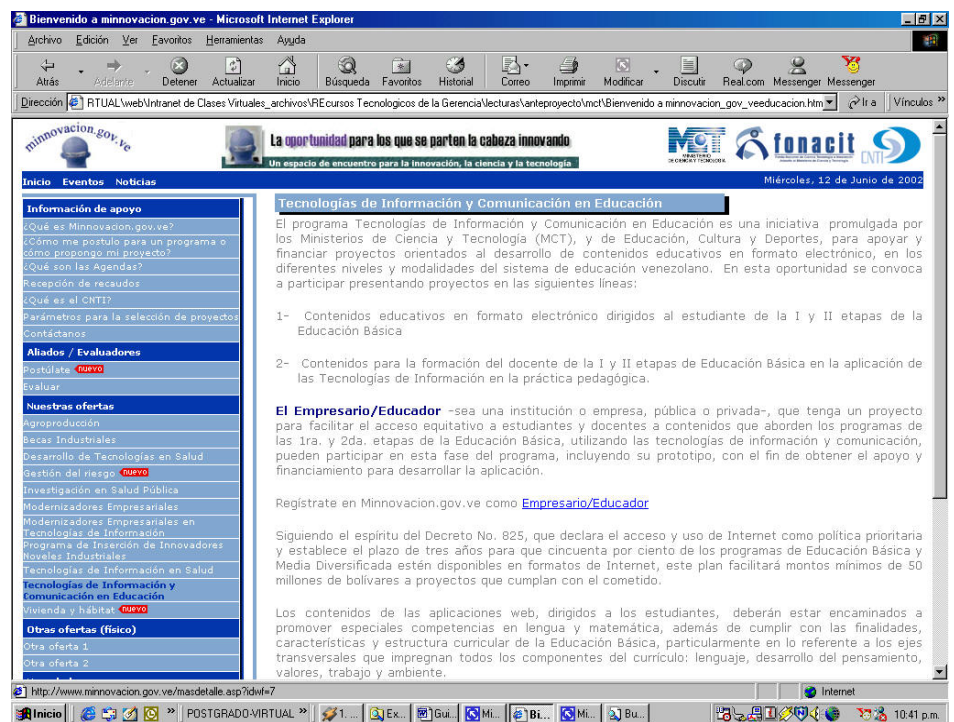 Bienvenido a minnovacion.gov.ve - Microsoft Internet Explorer
Archivo Edición Ver Favoritos Herramientas Ayuda
Atrás Adelante Detener Actualizar Inicio Búsqueda Favoritos Historial Correo Imprimir Modificar Discutir Real.com Messenger Messenger
Dirección RTUAL\web\Intranet de Clases Virtuales_archivos\REcursos Tecnologicos de la Gerencia\lecturas\anteproyecto\mct\Bienvenido a minnovacion_gov_veeducacion.htm Ir a Vínculos »
minnovacion.gov.ve
La oportunidad para los que se parten la cabeza innovando
Un espacio de encuentro para la innovación, la ciencia y la tecnología
MCT
MINISTERIO
DE CIENCIA Y TECNOLOGIA
fonacit
CNTI
Inicio Eventos Noticias
Miércoles, 12 de Junio de 2002
Información de apoyo
¿Qué es Minnovacion.gov.ve?
¿Cómo me postulo para un programa o
cómo propongo mi proyecto?
¿Qué son las Agendas?
Recepción de recaudos
¿Qué es el CNTI?
Parámetros para la selección de proyectos
Contáctanos
Aliados / Evaluadores
Postúlate nuevo
Evaluar
Nuestras ofertas
Agroproducción
Becas Industriales
Desarrollo de Tecnologías en Salud
Gestión del riesgo nuevo
Investigación en Salud Pública
Modernizadores Empresariales
Modernizadores Empresariales en
Tecnologías de Información
Programa de Inserción de Innovadores
Noveles Industriales
Tecnologías de Información en Salud
Tecnologías de Información y
Comunicación en Educación
Vivienda y hábitat nuevo
Otras ofertas (físico)
Otra oferta 1
Otra oferta 2
Tecnologías de Información y Comunicación en Educación
El programa Tecnologías de Información y Comunicación en Educación es una iniciativa promulgada por
los Ministerios de Ciencia y Tecnología (MCT), y de Educación, Cultura y Deportes, para apoyar y
financiar proyectos orientados al desarrollo de contenidos educativos en formato electrónico, en los
diferentes niveles y modalidades del sistema de educación venezolano. En esta oportunidad se convoca
a participar presentando proyectos en las siguientes líneas:
1- Contenidos educativos en formato electrónico dirigidos al estudiante de la I y II etapas de la
Educación Básica
2- Contenidos para la formación del docente de la I y II etapas de Educación Básica en la aplicación de
las Tecnologías de Información en la práctica pedagógica.
El Empresario/Educador -sea una institución o empresa, pública o privada-, que tenga un proyecto
para facilitar el acceso equitativo a estudiantes y docentes a contenidos que aborden los programas de
las 1ra. y 2da. etapas de la Educación Básica, utilizando las tecnologías de información y comunicación,
pueden participar en esta fase del programa, incluyendo su prototipo, con el fin de obtener el apoyo y
financiamiento para desarrollar la aplicación.
Regístrate en Minnovacion.gov.ve como Empresario/Educador
Siguiendo el espíritu del Decreto No. 825, que declara el acceso y uso de Internet como política prioritaria
y establece el plazo de tres años para que cincuenta por ciento de los programas de Educación Básica y
Media Diversificada estén disponibles en formatos de Internet, este plan facilitará montos mínimos de 50
millones de bolívares a proyectos que cumplan con el cometido.
Los contenidos de las aplicaciones web, dirigidos a los estudiantes, deberán estar encaminados a
promover especiales competencias en lengua y matemática, además de cumplir con las finalidades,
características y estructura curricular de la Educación Básica, particularmente en lo referente a los ejes
transversales que impregnan todos los componentes del currículo: lenguaje, desarrollo del pensamiento,
valores, trabajo y ambiente.
http://www.minnovacion.gov.ve/masdetalle.asp?idwf=7
Internet
Inicio » POSTGRADO-VIRTUAL » 1. ... Ex... Gui... Mi... Bi... Mi... Bu... 10:41 p.m.